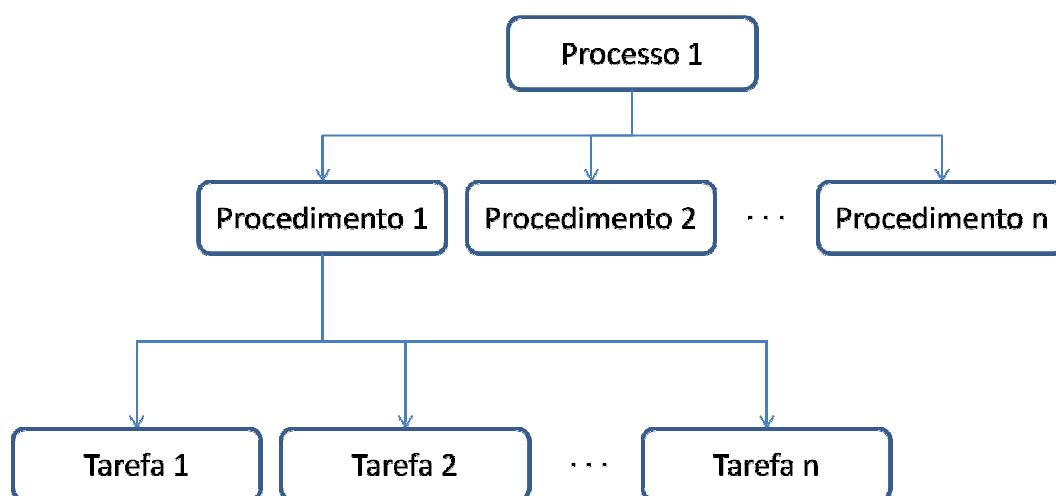 Processo 1
Procedimento 1 Procedimento 2 ... Procedimento n
Tarefa 1 Tarefa 2 ... Tarefa n